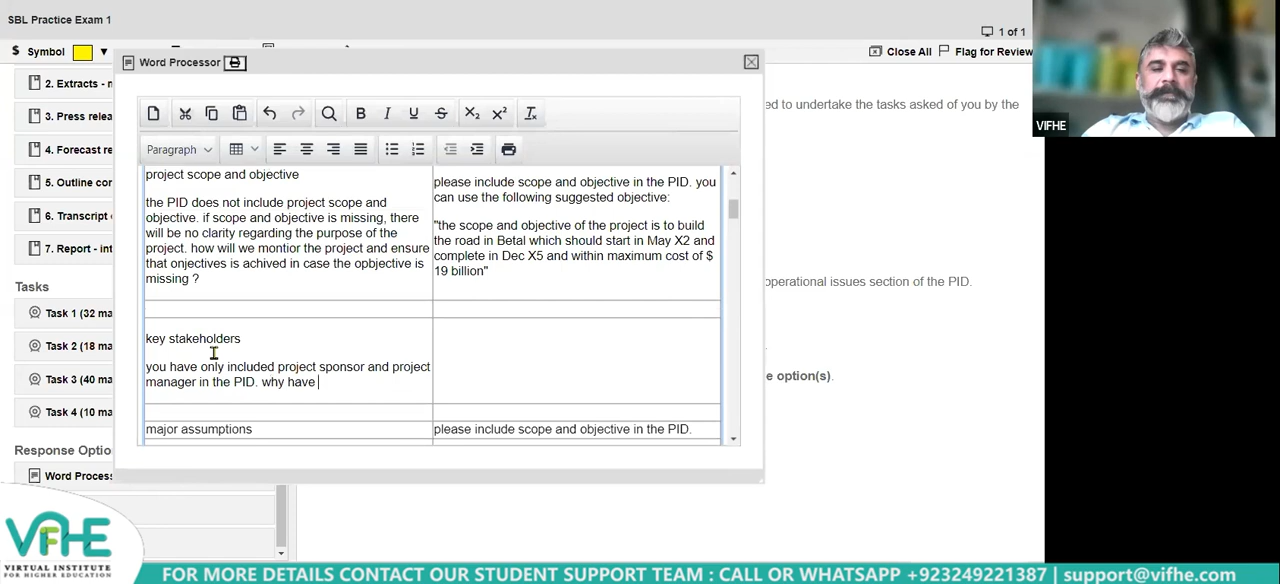 SBL Practice Exam 1
1 of 1
$ Symbol
Close All
Flag for Review
2. Extracts -
Word Processor
3. Press relea
4. Forecast re
5. Outline cor
6. Transcript
7. Report - int
Paragraph
ed to undertake the tasks asked of you by the
VIFHE
project scope and objective
the PID does not include project scope and
objective. if scope and objective is missing, there
will be no clarity regarding the purpose of the
project. how will we montior the project and ensure
that onjectives is achived in case the opbjective is
missing ?
please include scope and objective in the PID. you
can use the following suggested objective:
"the scope and objective of the project is to build
the road in Betal which should start in May X2 and
complete in Dec X5 and within maximum cost of $
19 billion"
operational issues section of the PID.
Tasks
Task 1 (32 ma
Task 2 (18 ma
Task 3 (40 ma
Task 4 (10 ma
key stakeholders
you have only included project sponsor and project
manager in the PID. why have
e option(s).
major assumptions
please include scope and objective in the PID.
Response Optio
Word Process
VIFHE
VIRTUAL INSTITUTE
FOR HIGHER EDUCATION
FOR MORE DETAILS CONTACT OUR STUDENT SUPPORT TEAM : CALL OR WHATSAPP +923249221387 | support@vifhe.com